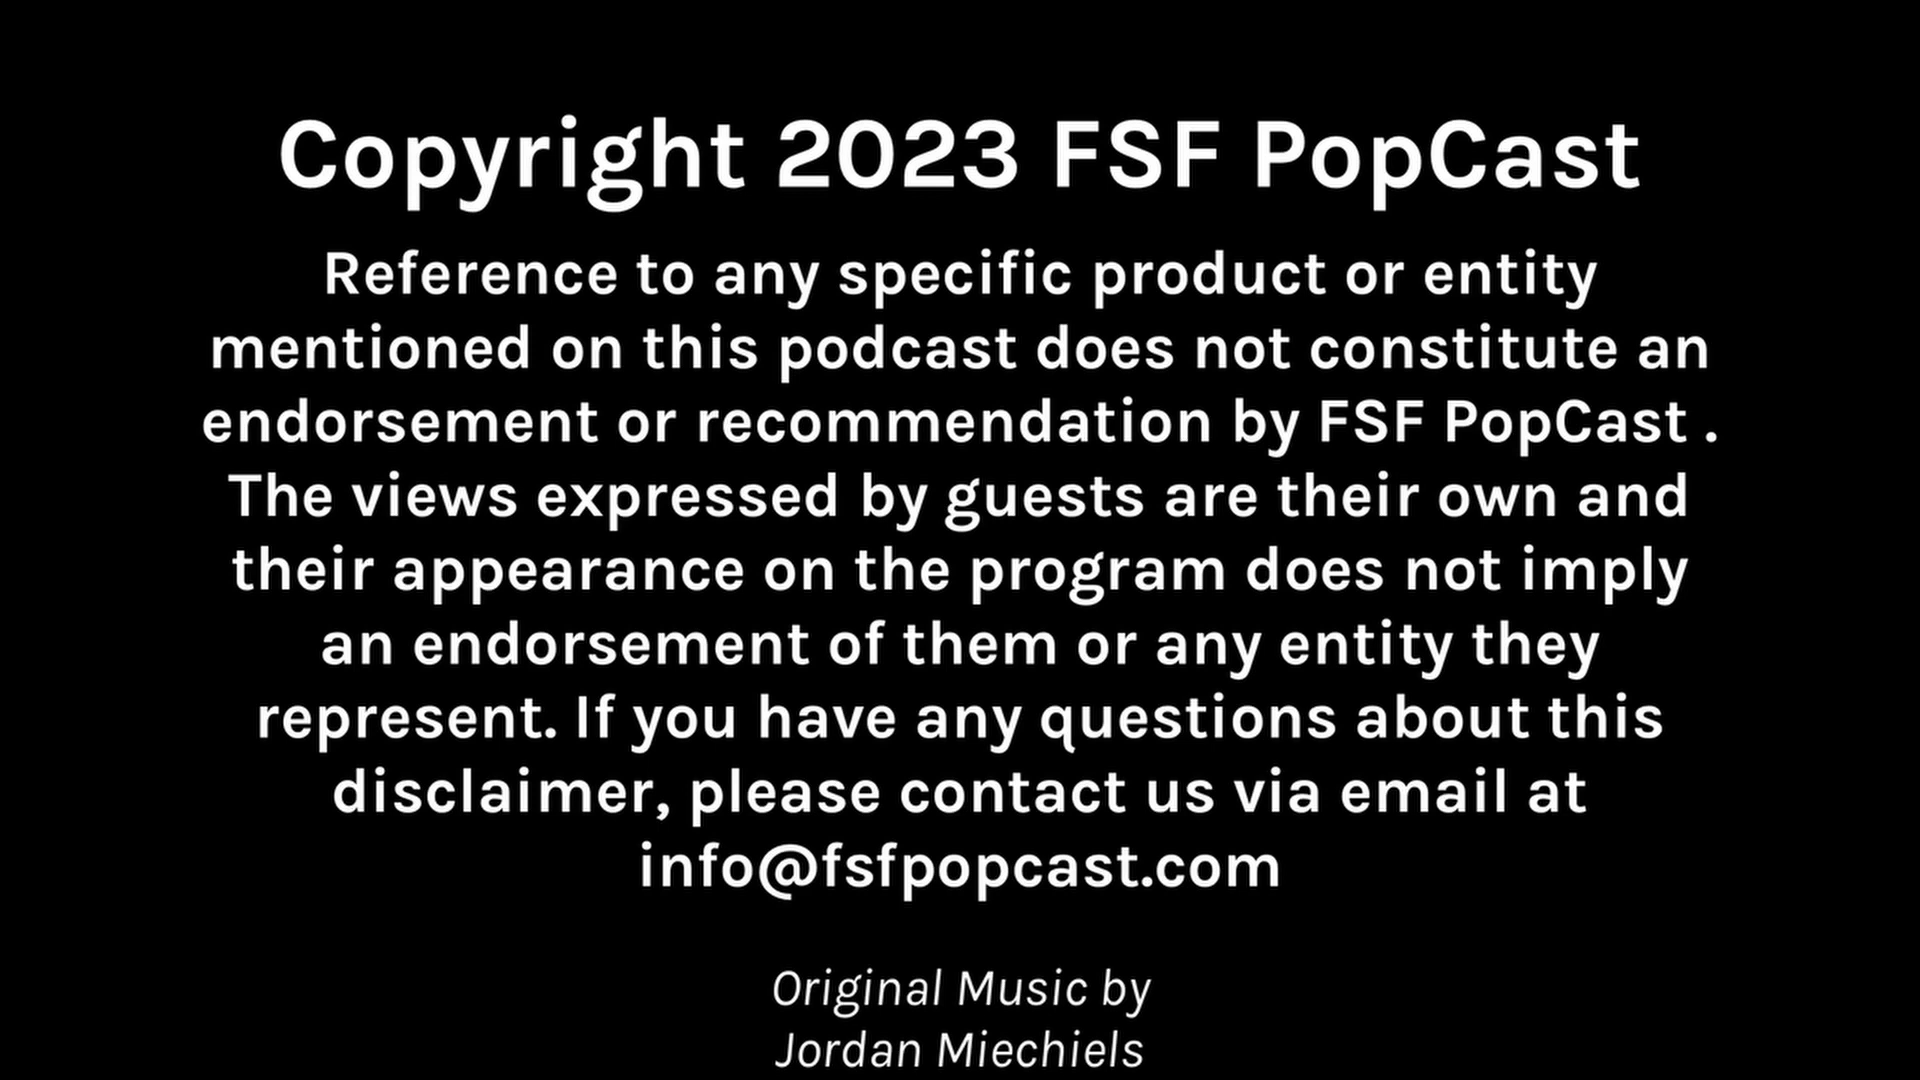 Copyright 2023 FSF PopCast
Reference to any specific product or entity
mentioned on this podcast does not constitute an
endorsement or recommendation by FSF PopCast .
The views expressed by guests are their own and
their appearance on the program does not imply
an endorsement of them or any entity they
represent. If you have any questions about this
disclaimer, please contact us via email at
info@fsfpopcast.com
Original Music by
Jordan Miechiels